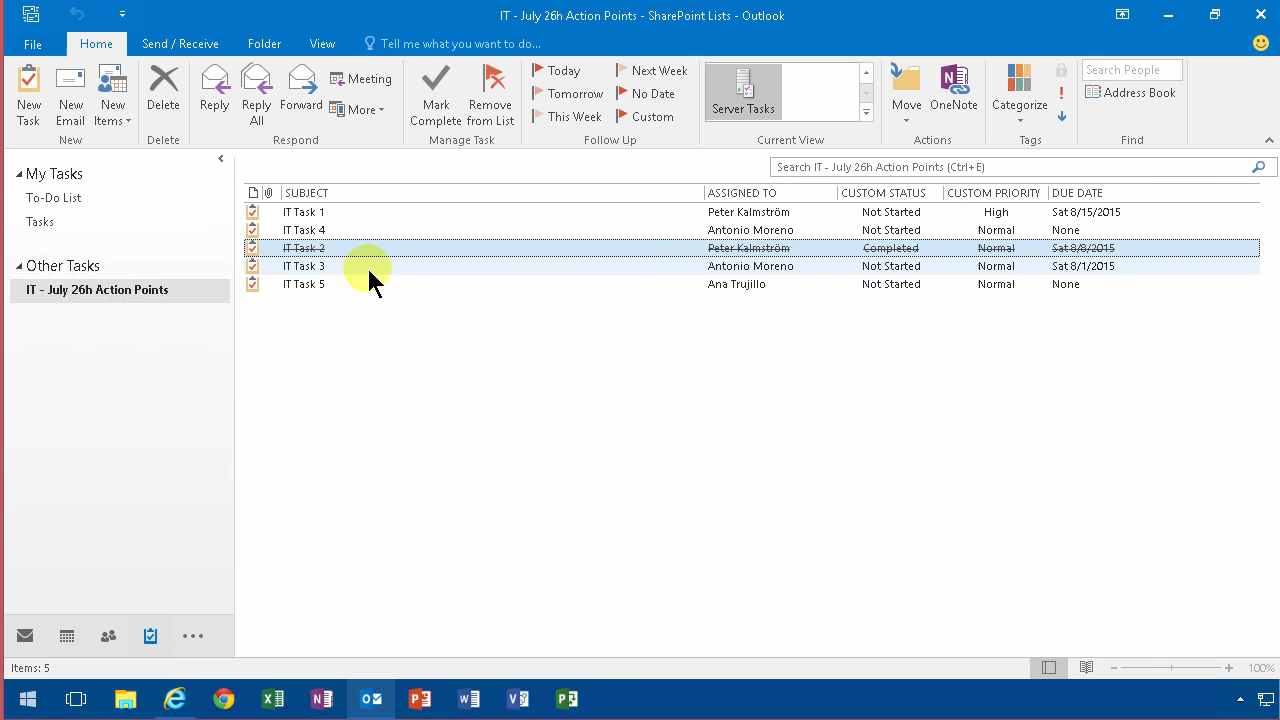 IT - July 26h Action Points - SharePoint Lists - Outlook
File Home Send / Receive Folder View Tell me what you want to do...
New Task
New Email
New Items
New
Delete
Delete
Reply
Reply All
Forward
Meeting
More
Respond
Mark Complete
Remove from List
Manage Task
Today
Tomorrow
This Week
Next Week
No Date
Custom
Follow Up
Server Tasks
Current View
Move
OneNote
Actions
Categorize
Tags
Search People
Address Book
Find
My Tasks
To-Do List
Tasks
Other Tasks
IT - July 26h Action Points
Search IT - July 26h Action Points (Ctrl+E)
SUBJECT ASSIGNED TO CUSTOM STATUS CUSTOM PRIORITY DUE DATE
IT Task 1 Peter Kalmström Not Started High Sat 8/15/2015
IT Task 4 Antonio Moreno Not Started Normal None
IT Task 2 Peter Kalmström Completed Normal Sat 8/8/2015
IT Task 3 Antonio Moreno Not Started Normal Sat 8/1/2015
IT Task 5 Ana Trujillo Not Started Normal None
Items: 5
100%